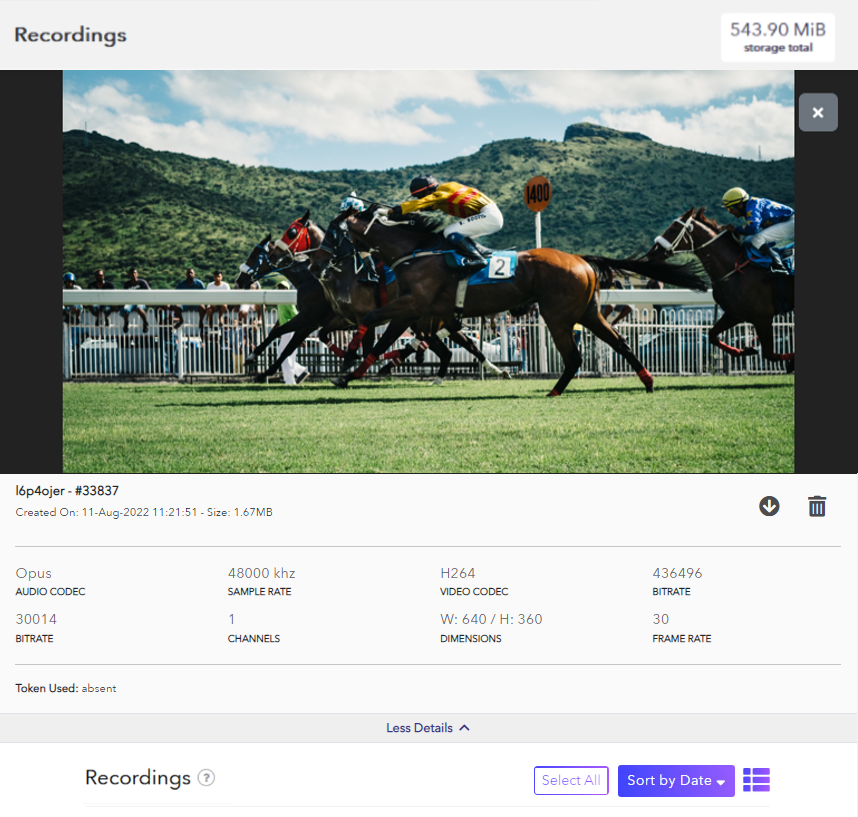 Recordings
543.90 MiB
storage total
1400
2
l6p4ojer - #33837
Created On: 11-Aug-2022 11:21:51 - Size: 1.67MB
Opus 48000 khz H264 436496
AUDIO CODEC SAMPLE RATE VIDEO CODEC BITRATE
30014 1 W: 640 / H: 360 30
BITRATE CHANNELS DIMENSIONS FRAME RATE
Token Used: absent
Less Details
Recordings ? Select All Sort by Date